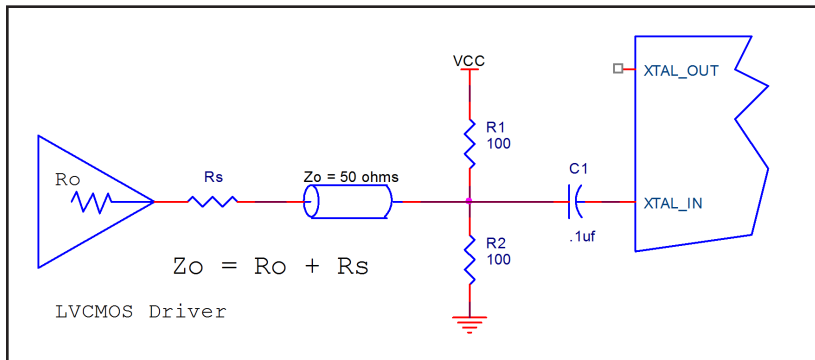 VCC
XTAL_OUT
R1
100
Ro
Rs
Zo = 50 ohms
C1
XTAL_IN
.1uf
R2
100
Zo = Ro + Rs
LVCMOS Driver